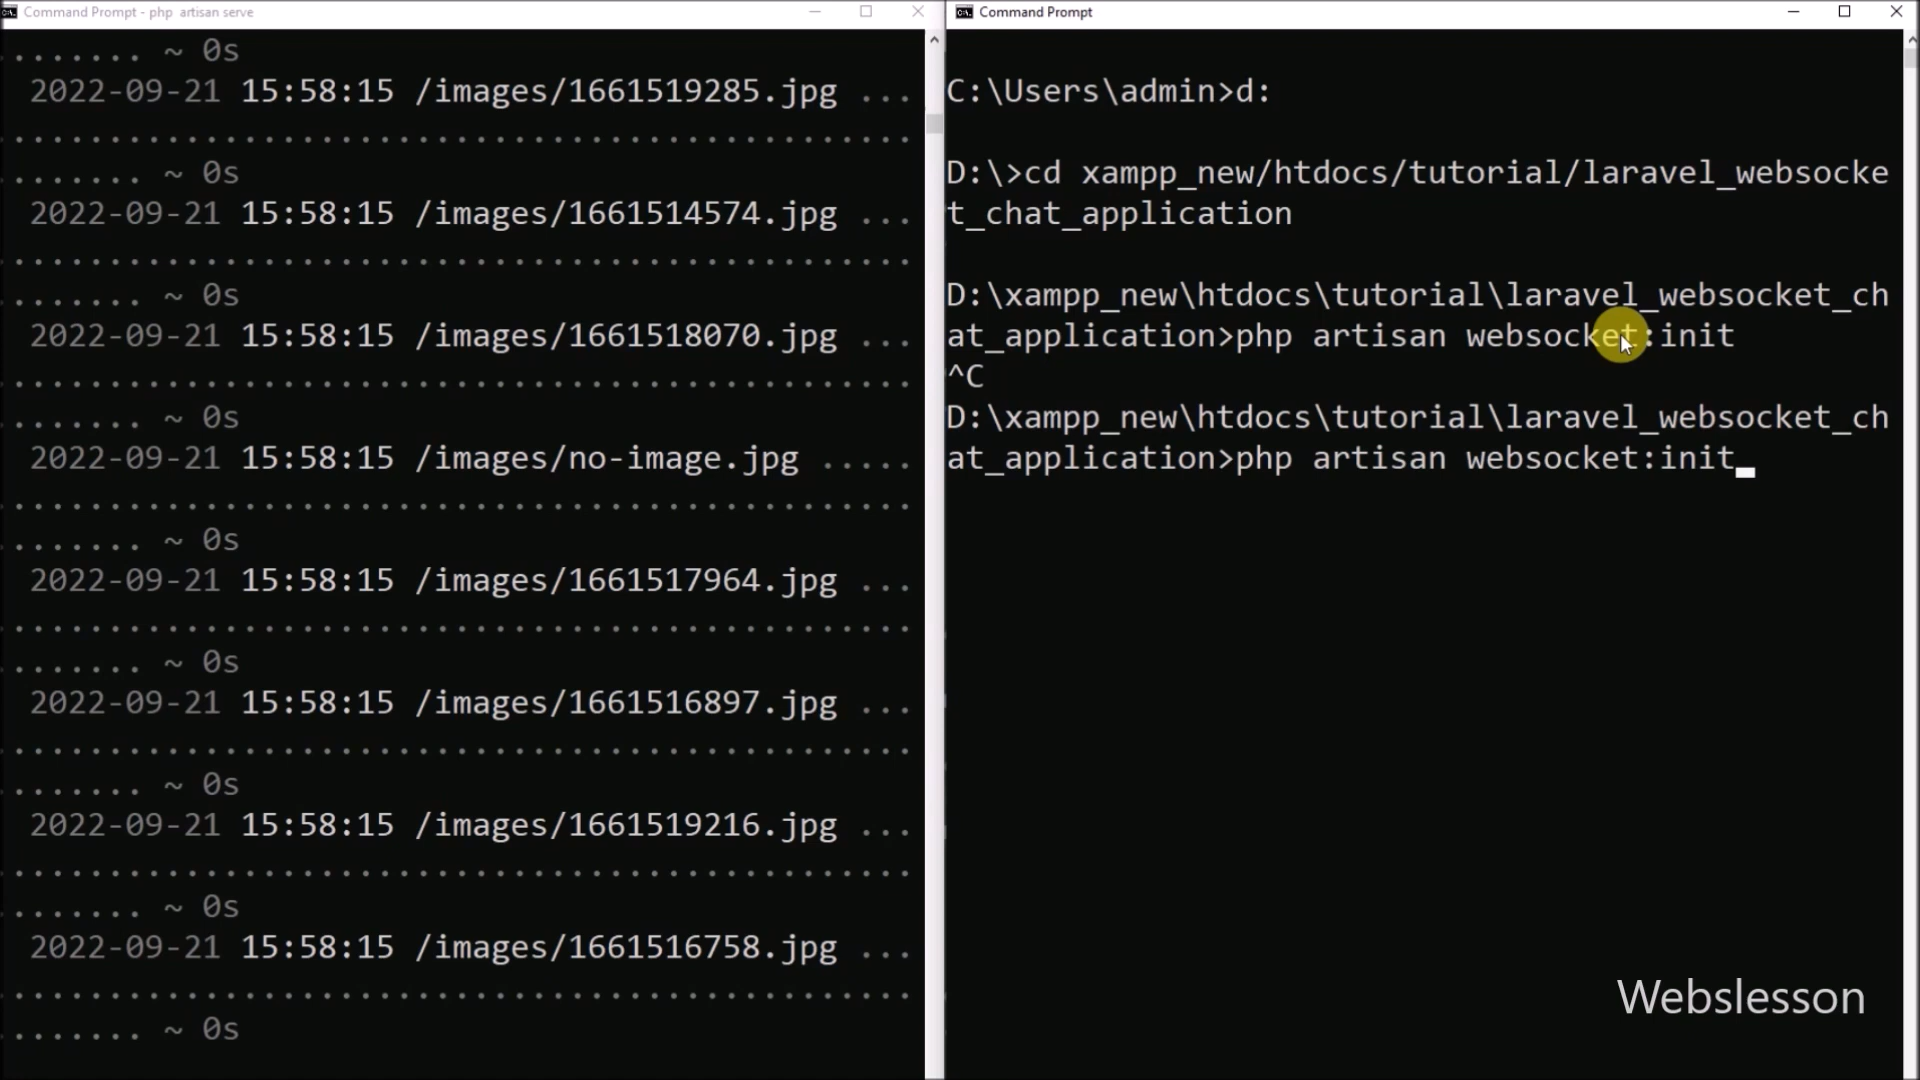 Command Prompt - php  artisan serve
....... ~ 0s
2022-09-21 15:58:15 /images/1661519285.jpg ...
................................................
....... ~ 0s
2022-09-21 15:58:15 /images/1661514574.jpg ...
................................................
....... ~ 0s
2022-09-21 15:58:15 /images/1661518070.jpg ...
................................................
....... ~ 0s
2022-09-21 15:58:15 /images/no-image.jpg .....
................................................
....... ~ 0s
2022-09-21 15:58:15 /images/1661517964.jpg ...
................................................
....... ~ 0s
2022-09-21 15:58:15 /images/1661516897.jpg ...
................................................
....... ~ 0s
2022-09-21 15:58:15 /images/1661519216.jpg ...
................................................
....... ~ 0s
2022-09-21 15:58:15 /images/1661516758.jpg ...
................................................
....... ~ 0s
Command Prompt
C:\Users\admin>d:
D:\>cd xampp_new/htdocs/tutorial/laravel_websocke
t_chat_application
D:\xampp_new\htdocs\tutorial\laravel_websocket_ch
at_application>php artisan websocket:init
^C
D:\xampp_new\htdocs\tutorial\laravel_websocket_ch
at_application>php artisan websocket:init
Webslesson